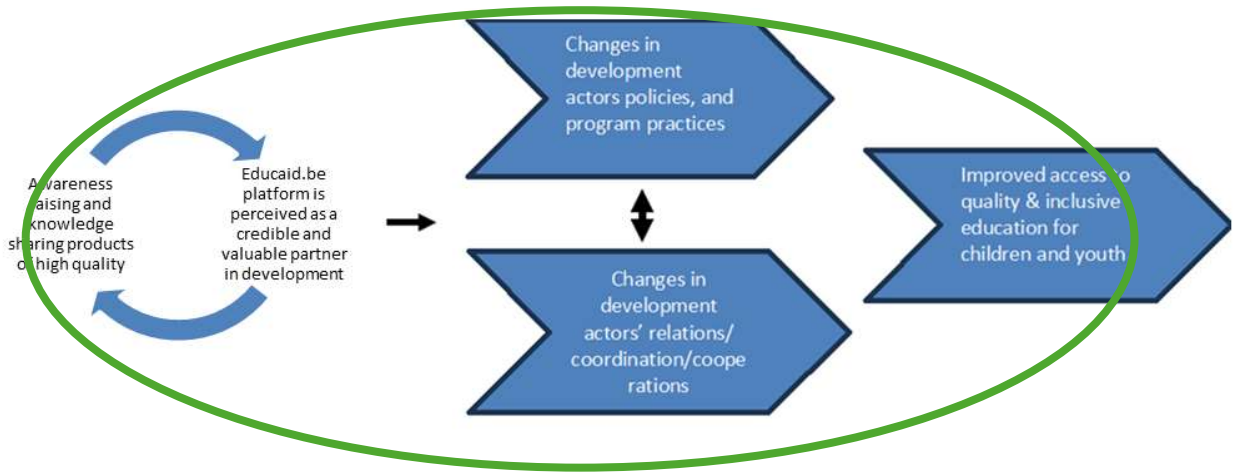 Awareness
raising and
knowledge
sharing products
of high quality
Educaid.be
platform is
perceived as a
credible and
valuable partner
in development
Changes in
development
actors policies, and
program practices
Changes in
development
actors’ relations/
coordination/coope
rations
Improved access to
quality & inclusive
education for
children and youth